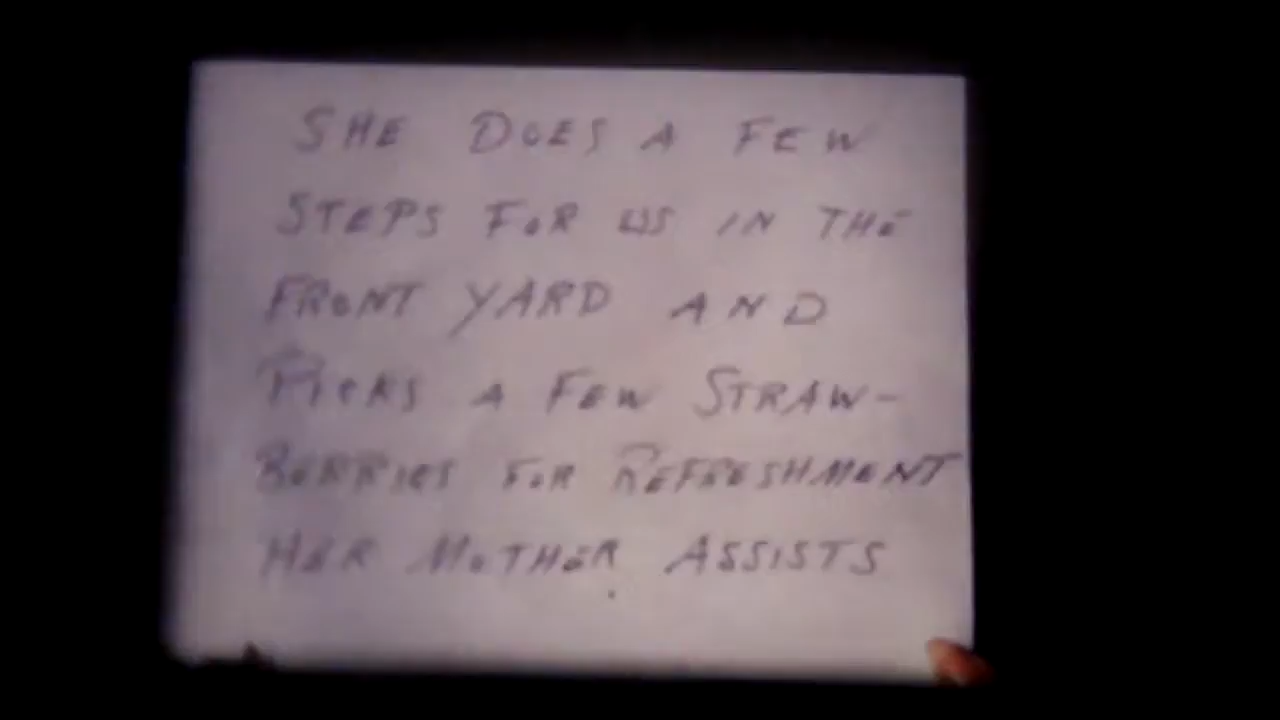 SHE DOES A FEW
STEPS FOR US IN THE
FRONT YARD AND
PICKS A FEW STRAW-
BERRIES FOR REFRESHMENT
HER MOTHER ASSISTS